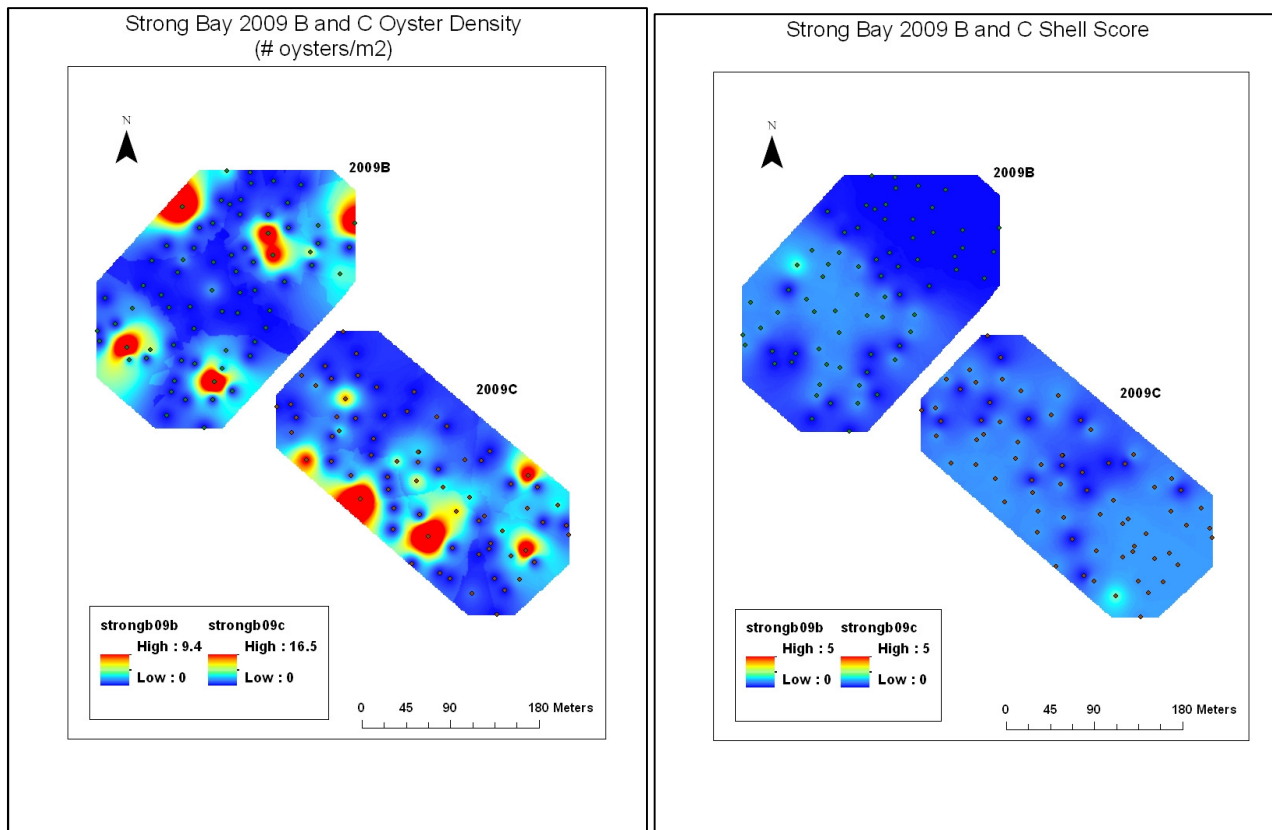 Strong Bay 2009 B and C Oyster Density
(# oysters/m2)
N
2009B
2009C
strongb09b strongb09c
High : 9.4 High : 16.5
Low : 0 Low : 0
0 45 90 180 Meters
Strong Bay 2009 B and C Shell Score
N
2009B
2009C
strongb09b strongb09c
High : 5 High : 5
Low : 0 Low : 0
0 45 90 180 Meters